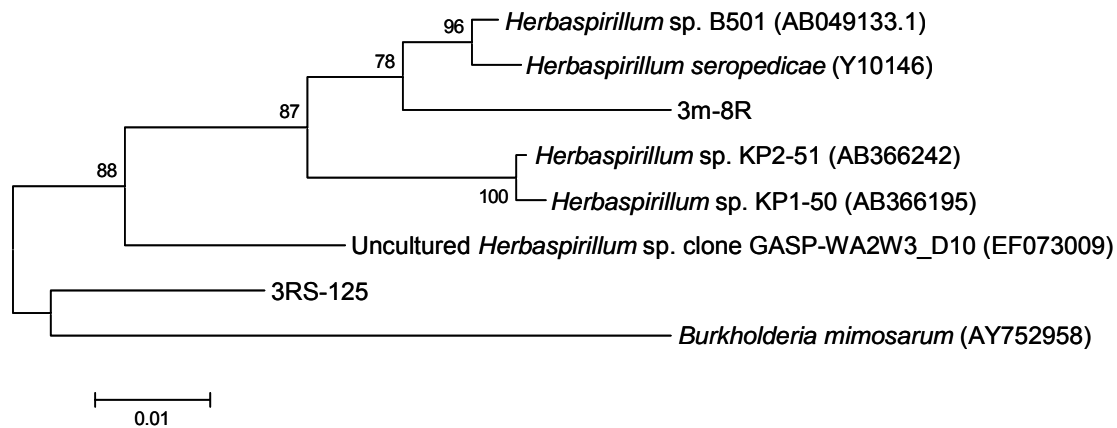 96
Herbaspirillum sp. B501 (AB049133.1)
78
Herbaspirillum seropedicae (Y10146)
87
3m-8R
Herbaspirillum sp. KP2-51 (AB366242)
88
100
Herbaspirillum sp. KP1-50 (AB366195)
Uncultured Herbaspirillum sp. clone GASP-WA2W3_D10 (EF073009)
3RS-125
Burkholderia mimosarum (AY752958)
0.01